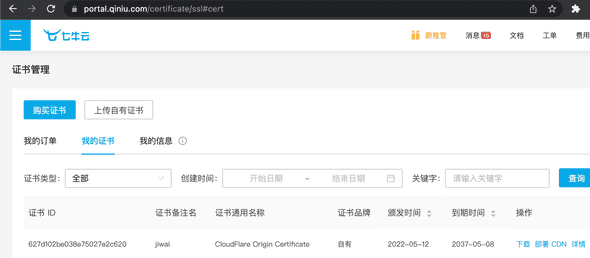 portal.qiniu.com/certificate/ssl#cert
七牛云 新推官 消息 16 文档 工单 费用
证书管理
购买证书 上传自有证书
我的订单 我的证书 我的信息
证书类型: 全部 创建时间: 开始日期 ~ 结束日期 关键字: 请输入关键字 查询
证书 ID 证书备注名 证书通用名称 证书品牌 颁发时间 到期时间 操作
627d102be038e75027e2c620 jiwai CloudFlare Origin Certificate 自有 2022-05-12 2037-05-08 下载 部署 CDN 详情